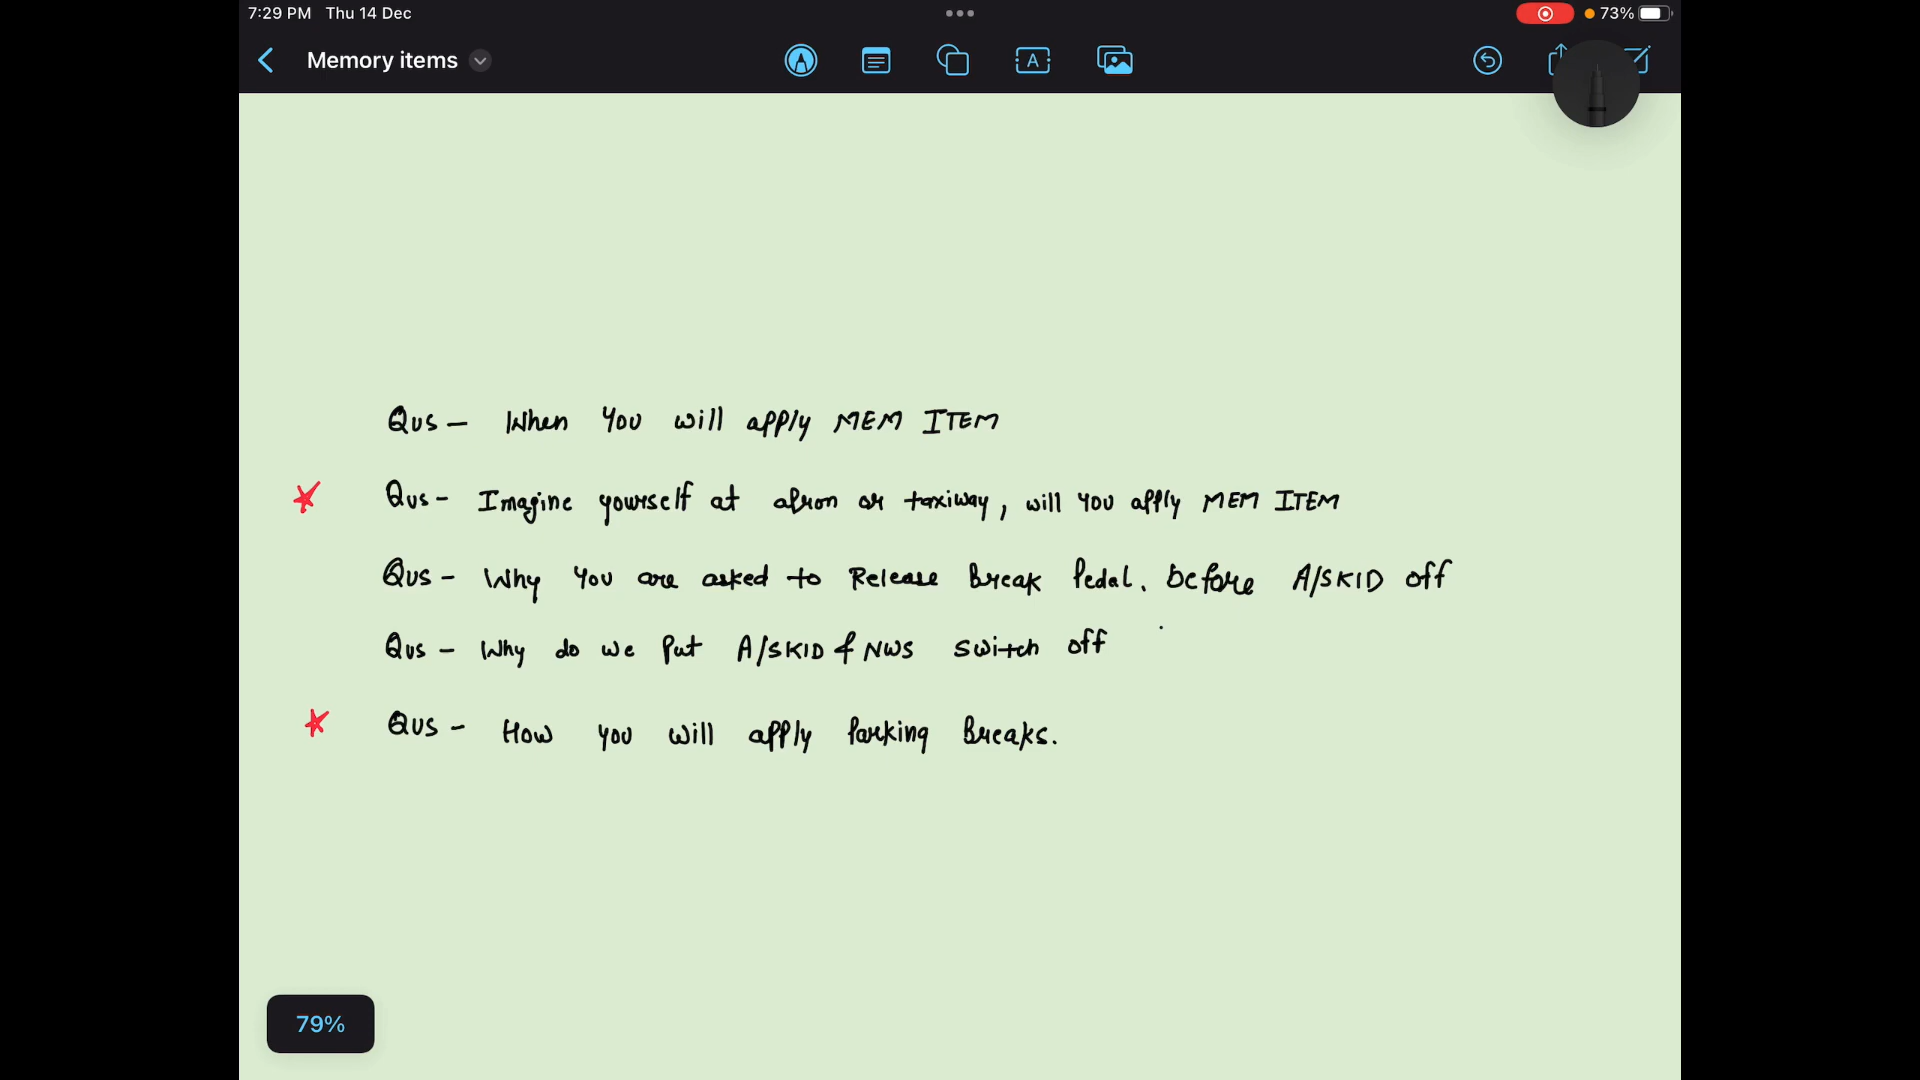 7:29 PM Thu 14 Dec
73%
Memory items
A
Qus - When You will apply MEM ITEM
Qus - Imagine yourself at apron or taxiway, will you apply MEM ITEM
Qus - Why You are asked to Release Break Pedal. Before A/SKID off
Qus - Why do we Put A/SKID & NWS switch off
Qus - How you will apply Parking Breaks.
79%